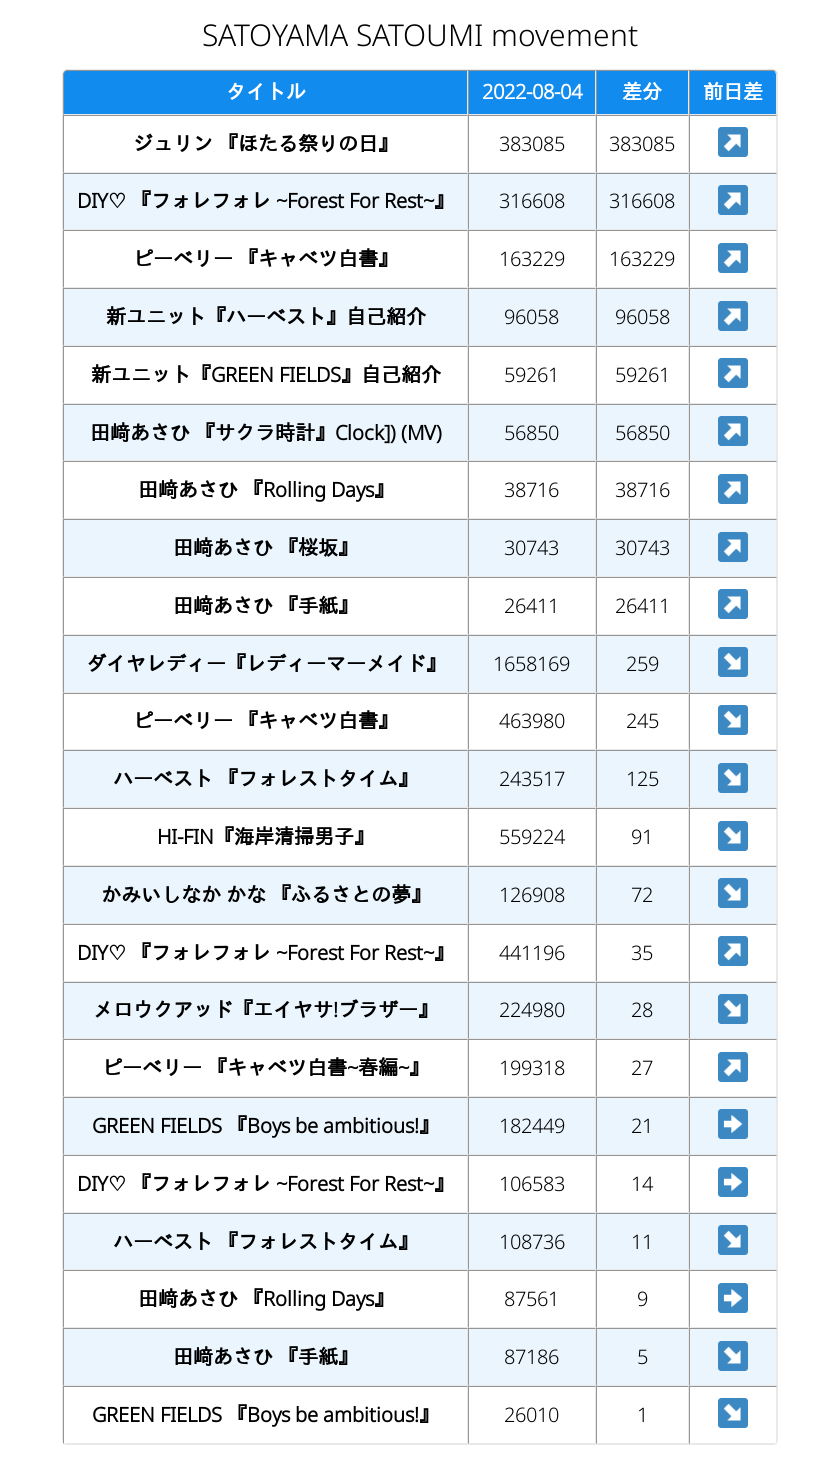 SATOYAMA SATOUMI movement
タイトル 2022-08-04 差分 前日差
ジュリン 『ほたる祭りの日』 383085 383085 ↗
DIY♡ 『フォレフォレ ~Forest For Rest~』 316608 316608 ↗
ピーベリー 『キャベツ白書』 163229 163229 ↗
新ユニット『ハーベスト』自己紹介 96058 96058 ↗
新ユニット『GREEN FIELDS』自己紹介 59261 59261 ↗
田﨑あさひ 『サクラ時計』Clock]) (MV) 56850 56850 ↗
田﨑あさひ 『Rolling Days』 38716 38716 ↗
田﨑あさひ 『桜坂』 30743 30743 ↗
田﨑あさひ 『手紙』 26411 26411 ↗
ダイヤレディー『レディーマーメイド』 1658169 259 ↘
ピーベリー 『キャベツ白書』 463980 245 ↘
ハーベスト 『フォレストタイム』 243517 125 ↘
HI-FIN『海岸清掃男子』 559224 91 ↘
かみいしなか かな 『ふるさとの夢』 126908 72 ↘
DIY♡ 『フォレフォレ ~Forest For Rest~』 441196 35 ↗
メロウクアッド『エイヤサ!ブラザー』 224980 28 ↘
ピーベリー 『キャベツ白書~春編~』 199318 27 ↗
GREEN FIELDS 『Boys be ambitious!』 182449 21 ➡
DIY♡ 『フォレフォレ ~Forest For Rest~』 106583 14 ➡
ハーベスト 『フォレストタイム』 108736 11 ↘
田﨑あさひ 『Rolling Days』 87561 9 ➡
田﨑あさひ 『手紙』 87186 5 ↘
GREEN FIELDS 『Boys be ambitious!』 26010 1 ↘